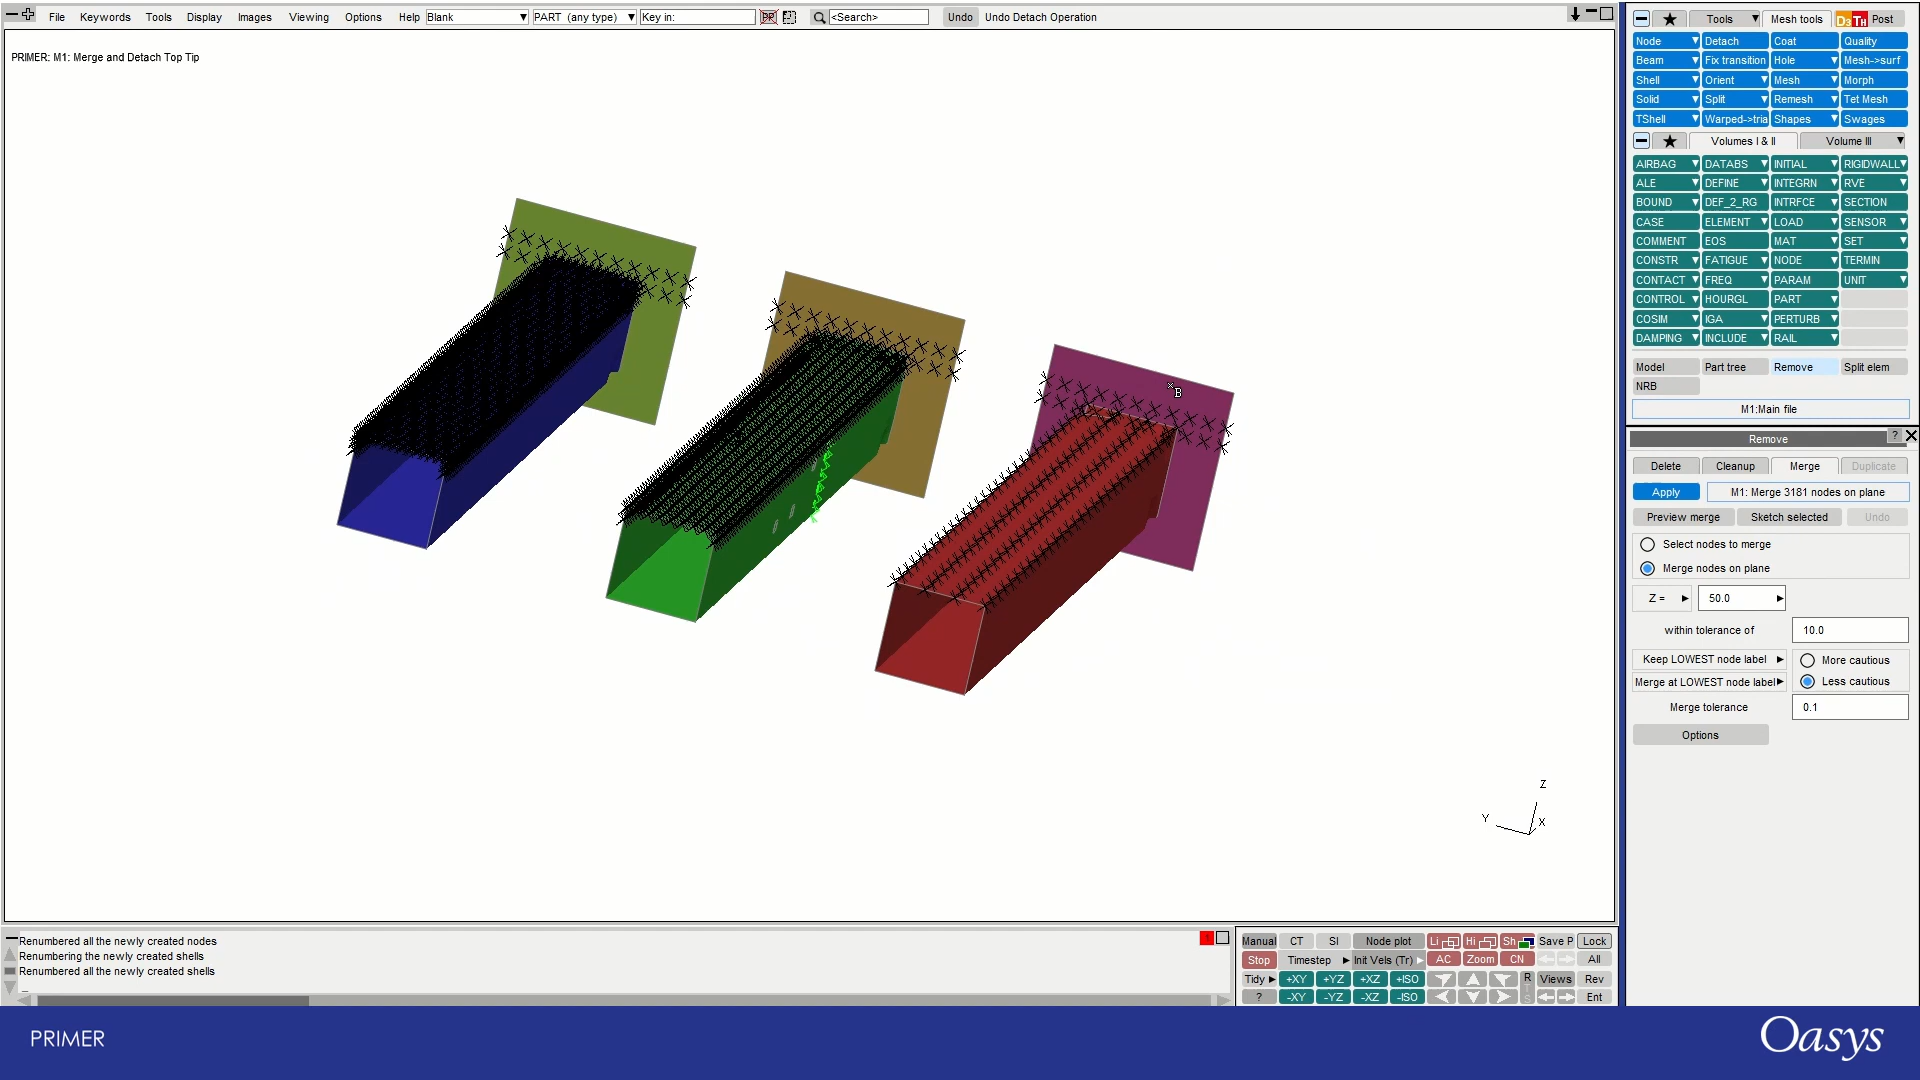 File Keywords Tools Display Images Viewing Options Help Blank PART (any type) Key in: <Search> Undo Undo Detach Operation
PRIMER: M1: Merge and Detach Top Tip
B
Z
Y X
Tools Mesh tools D3 TH Post
Node Detach Coat Quality
Beam Fix transition Hole Mesh->surf
Shell Orient Mesh Morph
Solid Split Remesh Tet Mesh
TShell Warped->tria Shapes Swages
Volumes I & II Volume III
AIRBAG DATABS INITIAL RIGIDWALL
ALE DEFINE INTEGRN RVE
BOUND DEF_2_RG INTRFCE SECTION
CASE ELEMENT LOAD SENSOR
COMMENT EOS MAT SET
CONSTR FATIGUE NODE TERMIN
CONTACT FREQ PARAM UNIT
CONTROL HOURGL PART
COSIM IGA PERTURB
DAMPING INCLUDE RAIL
Model Part tree Remove Split elem
NRB
M1:Main file
Remove ?
Delete Cleanup Merge Duplicate
Apply M1: Merge 3181 nodes on plane
Preview merge Sketch selected Undo
Select nodes to merge
Merge nodes on plane
Z = 50.0
within tolerance of 10.0
Keep LOWEST node label More cautious
Merge at LOWEST node label Less cautious
Merge tolerance 0.1
Options
Renumbered all the newly created nodes
Renumbering the newly created shells
Renumbered all the newly created shells
Manual CT SI Node plot Li Hi Sh Save P Lock
Stop Timestep Init Vels (Tr) AC Zoom CN All
Tidy +XY +YZ +XZ +ISO R Views Rev
? -XY -YZ -XZ -ISO Ent
PRIMER
Oasys